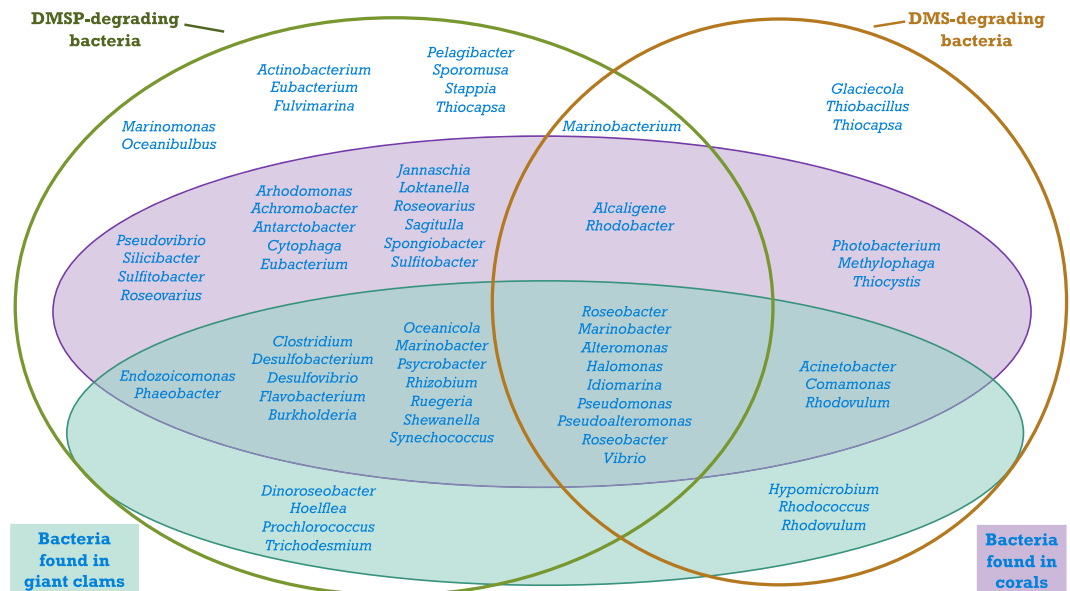 DMSP-degrading
bacteria
DMS-degrading
bacteria
Actinobacterium
Eubacterium
Fulvimarina
Pelagibacter
Sporomusa
Stappia
Thiocapsa
Marinomonas
Oceanibulbus
Marinobacterium
Glaciecola
Thiobacillus
Thiocapsa
Pseudovibrio
Silicibacter
Sulfitobacter
Roseovarius
Arhodomonas
Achromobacter
Antarctobacter
Cytophaga
Eubacterium
Jannaschia
Loktanella
Roseovarius
Sagitulla
Spongiobacter
Sulfitobacter
Alcaligene
Rhodobacter
Photobacterium
Methylophaga
Thiocystis
Endozoicomonas
Phaeobacter
Clostridium
Desulfobacterium
Desulfovibrio
Flavobacterium
Burkholderia
Oceanicola
Marinobacter
Psycrobacter
Rhizobium
Ruegeria
Shewanella
Synechococcus
Roseobacter
Marinobacter
Alteromonas
Halomonas
Idiomarina
Pseudomonas
Pseudoalteromonas
Roseobacter
Vibrio
Acinetobacter
Comamonas
Rhodovulum
Dinoroseobacter
Hoelflea
Prochlorococcus
Trichodesmium
Hypomicrobium
Rhodococcus
Rhodovulum
Bacteria
found in
giant clams
Bacteria
found in
corals